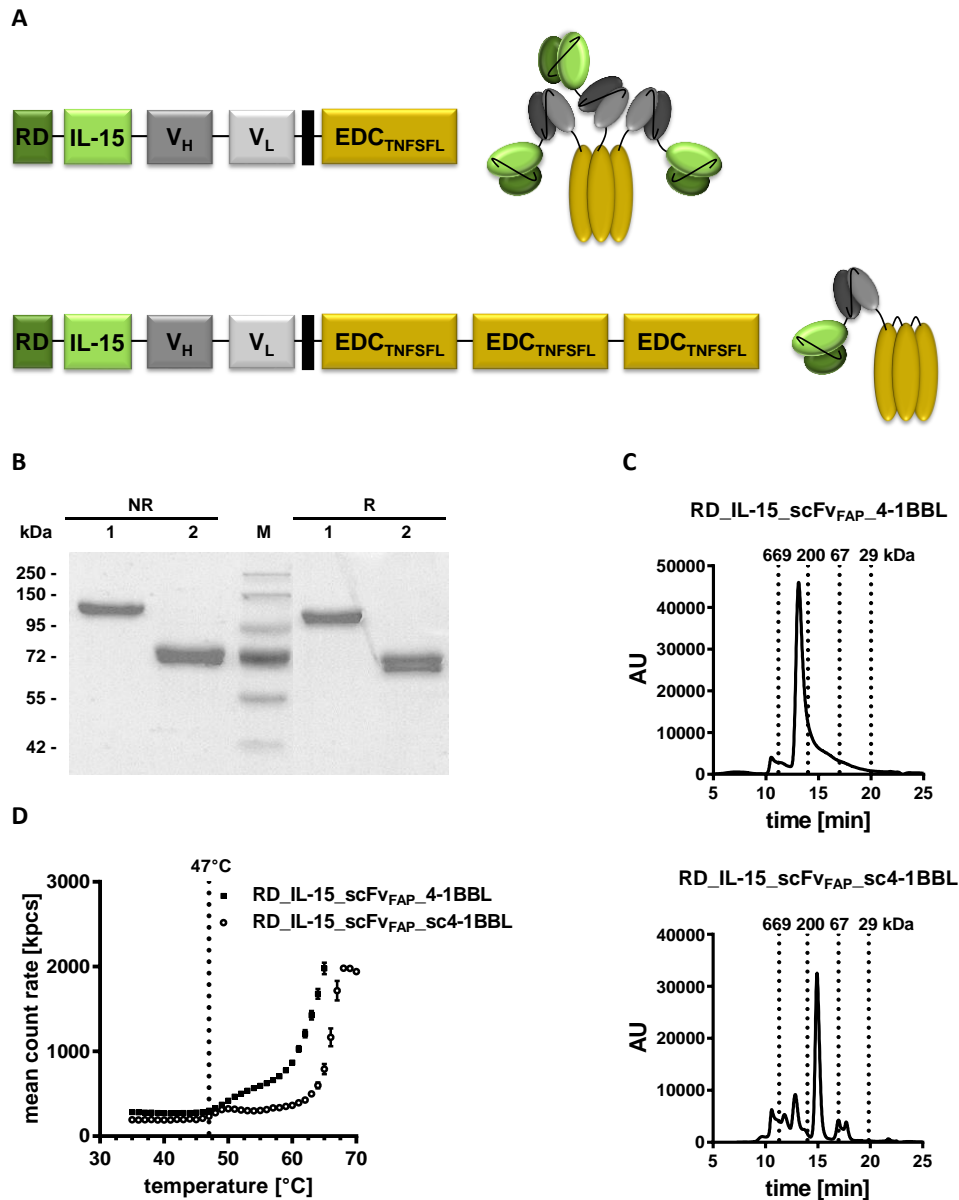 A
RD IL-15 VH VL EDCTNFSFL
RD IL-15 VH VL EDCTNFSFL EDCTNFSFL EDCTNFSFL
B
NR R
kDa 1 2 M 1 2
250 -
150 -
95 -
72 -
55 -
42 -
C
RD_IL-15_scFvFAP_4-1BBL
669 200 67 29 kDa
50000
40000
30000
20000
10000
0
AU
5 10 15 20 25
time [min]
RD_IL-15_scFvFAP_sc4-1BBL
669 200 67 29 kDa
40000
30000
20000
10000
0
AU
5 10 15 20 25
time [min]
D
47°C
RD_IL-15_scFvFAP_4-1BBL
RD_IL-15_scFvFAP_sc4-1BBL
3000
2000
1000
0
mean count rate [kpcs]
30 40 50 60 70
temperature [°C]